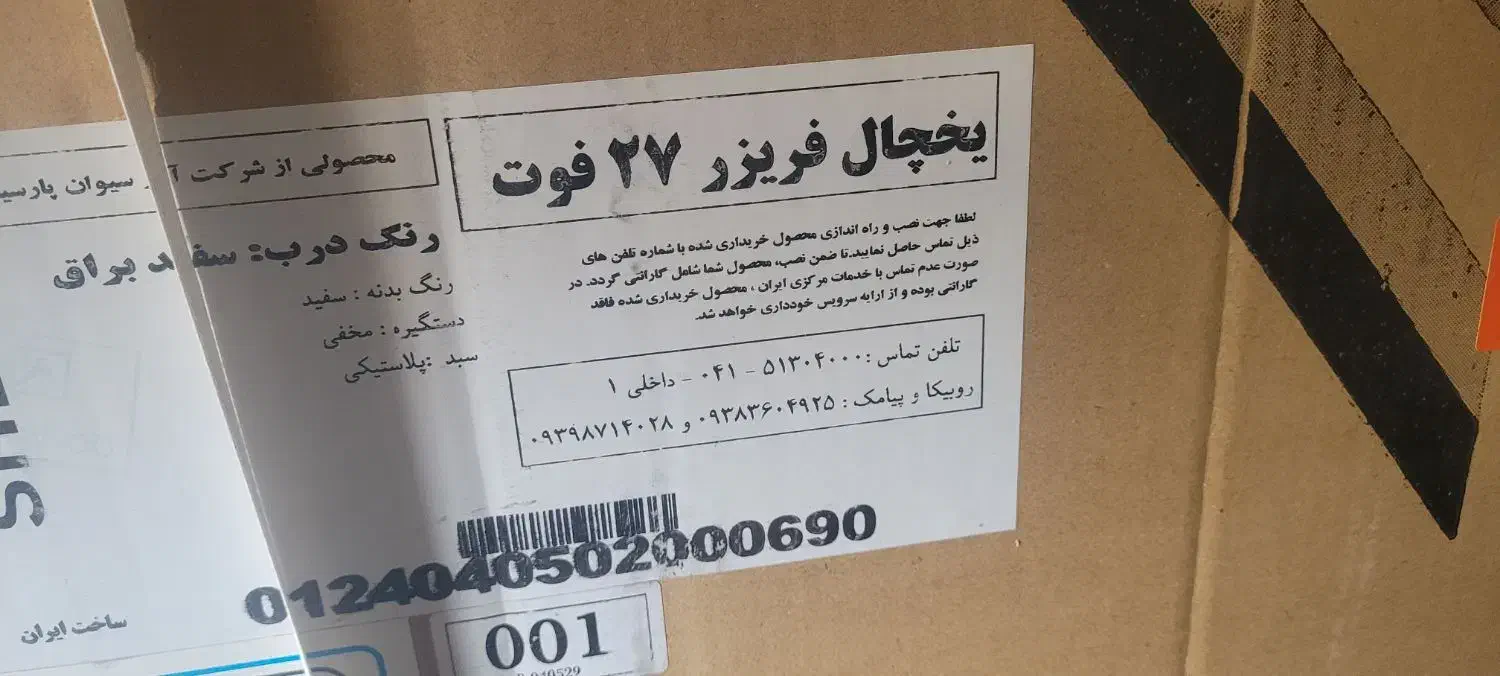 یخچال فریزر ۲۷ فوت
لطفا جهت نصب و راه اندازی محصول خریداری شده با شماره تلفن های
ذیل تماس حاصل نمایید.تا ضمن نصب، محصول شما شامل گارانتی گردد. در
صورت عدم تماس با خدمات مرکزی ایران ، محصول خریداری شده فاقد
گارانتی بوده و از ارایه سرویس خودداری خواهد شد.
تلفن تماس : ۵۱۳۰۴۰۰۰ - ۰۴۱ - داخلی ۱
روبیکا و پیامک : ۰۹۳۸۳۶۰۴۹۲۵ و ۰۹۳۹۸۷۱۴۰۲۸
محصولی از شرکت سیوان
رنگ درب: سفید براق
رنگ بدنه : سفید
دستگیره : مخفی
سبد :پلاستیکی
0124040502000690
ساخت ایران
001